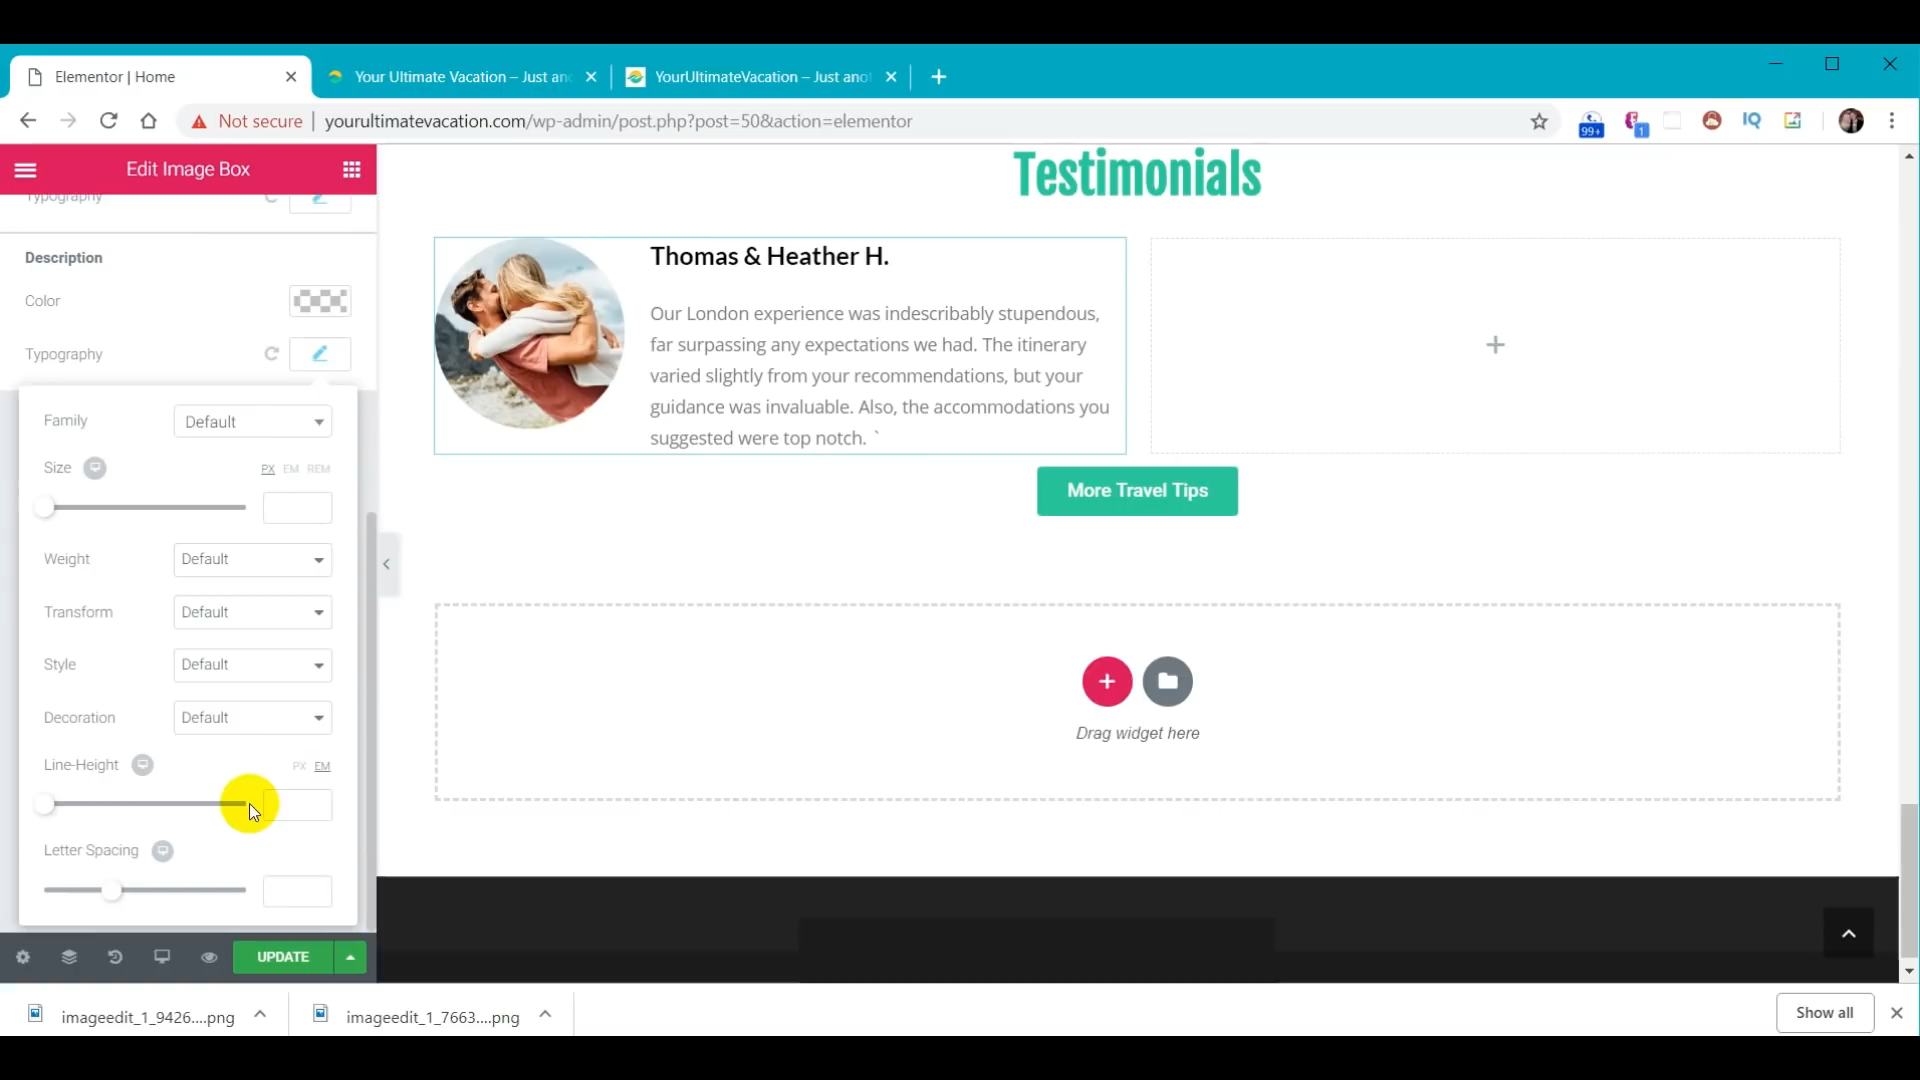 Elementor | Home
Your Ultimate Vacation – Just an
YourUltimateVacation – Just anot
Not secure | yourultimatevacation.com/wp-admin/post.php?post=50&action=elementor
99+
1
IQ
Edit Image Box
Typography
Description
Color
Typography
Family
Default
Size
PX EM REM
Weight
Default
Transform
Default
Style
Default
Decoration
Default
Line-Height
PX EM
Letter Spacing
UPDATE
Testimonials
Thomas & Heather H.
Our London experience was indescribably stupendous,
far surpassing any expectations we had. The itinerary
varied slightly from your recommendations, but your
guidance was invaluable. Also, the accommodations you
suggested were top notch. `
More Travel Tips
Drag widget here
imageedit_1_9426....png
imageedit_1_7663....png
Show all